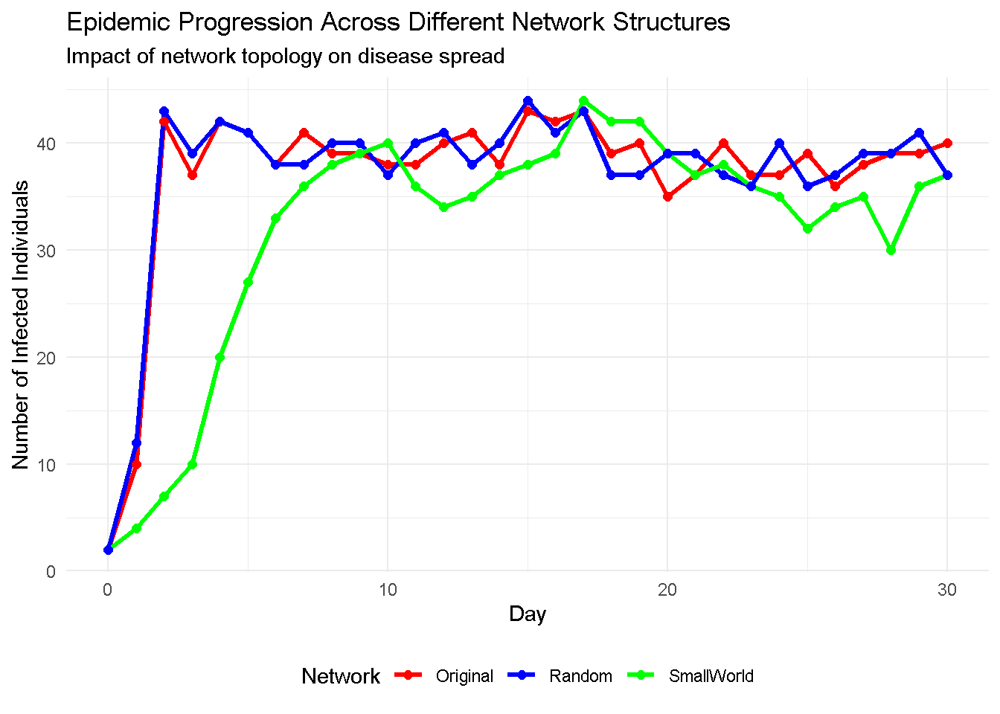 Epidemic Progression Across Different Network Structures
Impact of network topology on disease spread
Number of Infected Individuals
40
30
20
10
0
0 10 20 30
Day
Network Original Random SmallWorld